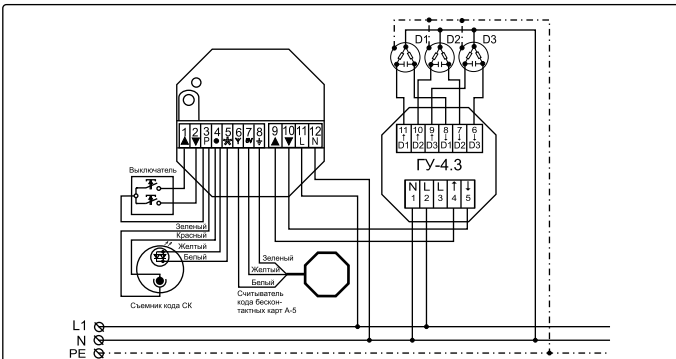 D1 D2 D3
1 2 3 4 5 6 7 8 9 10 11 12
P L N
11 10 9 8 7 6
↑ ↑ ↑ ↓ ↓ ↓
D1 D2 D3 D1 D2 D3
ГУ-4.3
N L L ↑ ↓
1 2 3 4 5
Выключатель
Зеленый
Красный
Желтый
Белый
Зеленый
Желтый
Белый
Съемник кода СК
Считыватель
кода бескон-
тактных карт А-5
L1
N
PE